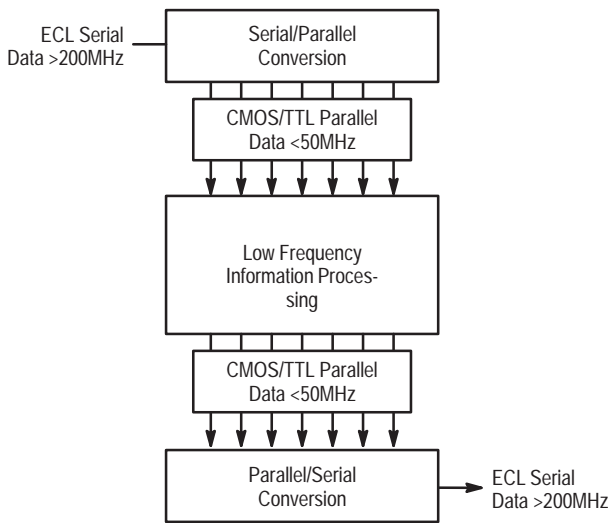 ECL Serial
Data >200MHz
Serial/Parallel
Conversion
CMOS/TTL Parallel
Data <50MHz
Low Frequency
Information Proces-
sing
CMOS/TTL Parallel
Data <50MHz
Parallel/Serial
Conversion
ECL Serial
Data >200MHz